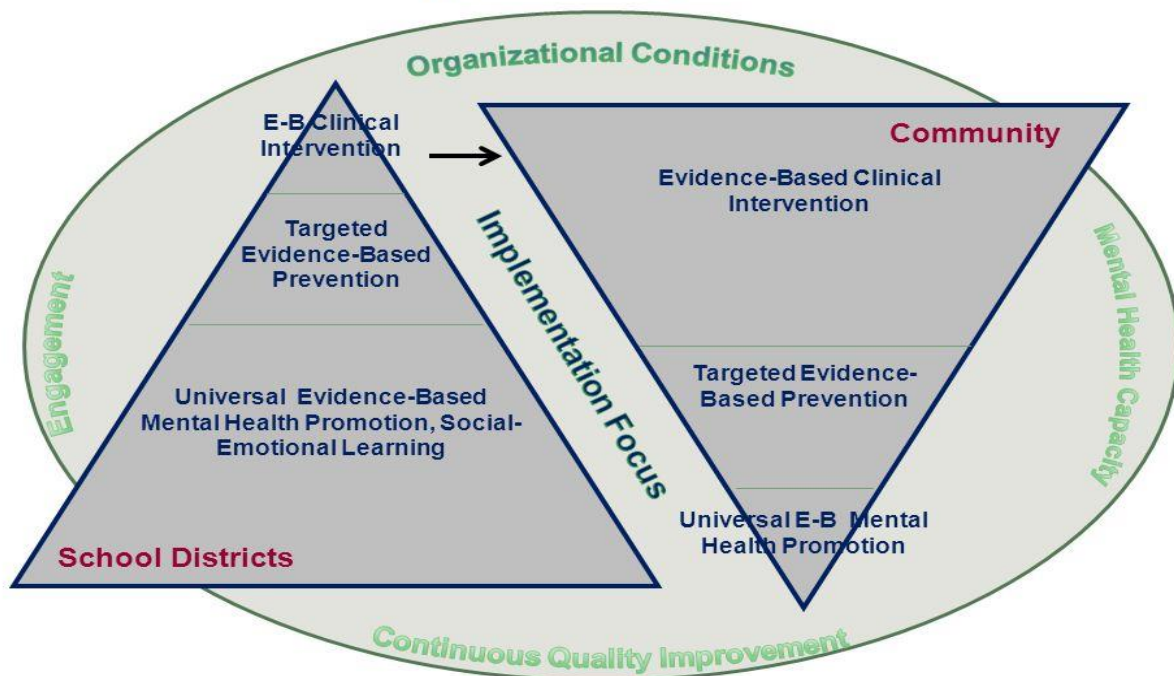 Organizational Conditions
E-B Clinical
Intervention
Targeted
Evidence-Based
Prevention
Universal Evidence-Based
Mental Health Promotion, Social-
Emotional Learning
School Districts
Engagement
Implementation Focus
Community
Evidence-Based Clinical
Intervention
Targeted Evidence-
Based Prevention
Universal E-B Mental
Health Promotion
Mental Health Capacity
Continuous Quality Improvement